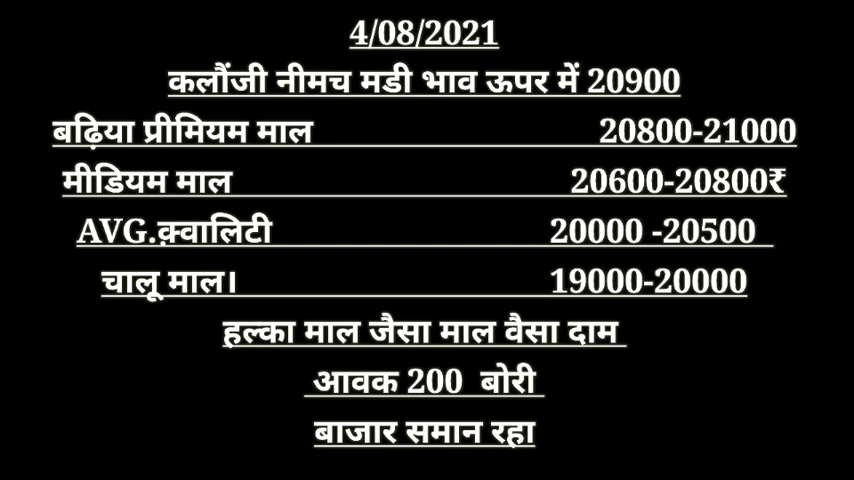 4/08/2021
कलौंजी नीमच मडी भाव ऊपर में 20900
बढ़िया प्रीमियम माल 20800-21000
मीडियम माल 20600-20800₹
AVG.क़्वालिटी 20000 -20500
चालू माल। 19000-20000
हल्का माल जैसा माल वैसा दाम
आवक 200 बोरी
बाजार समान रहा